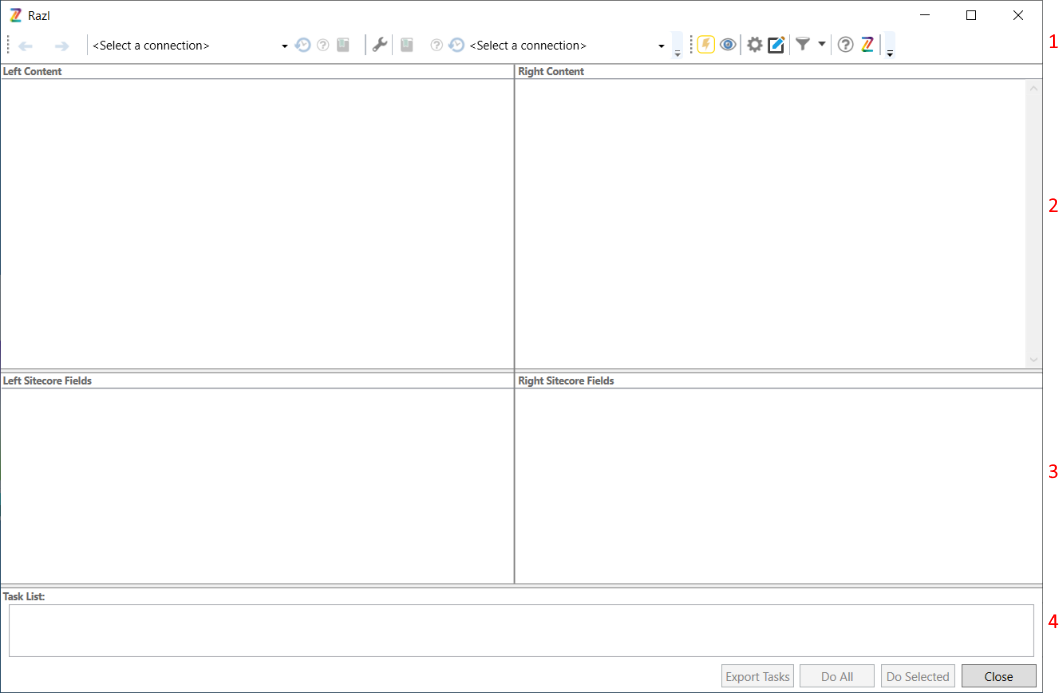 Razl
<Select a connection> <Select a connection> 1
Left Content Right Content
2
Left Sitecore Fields Right Sitecore Fields
3
Task List:
4
Export Tasks Do All Do Selected Close